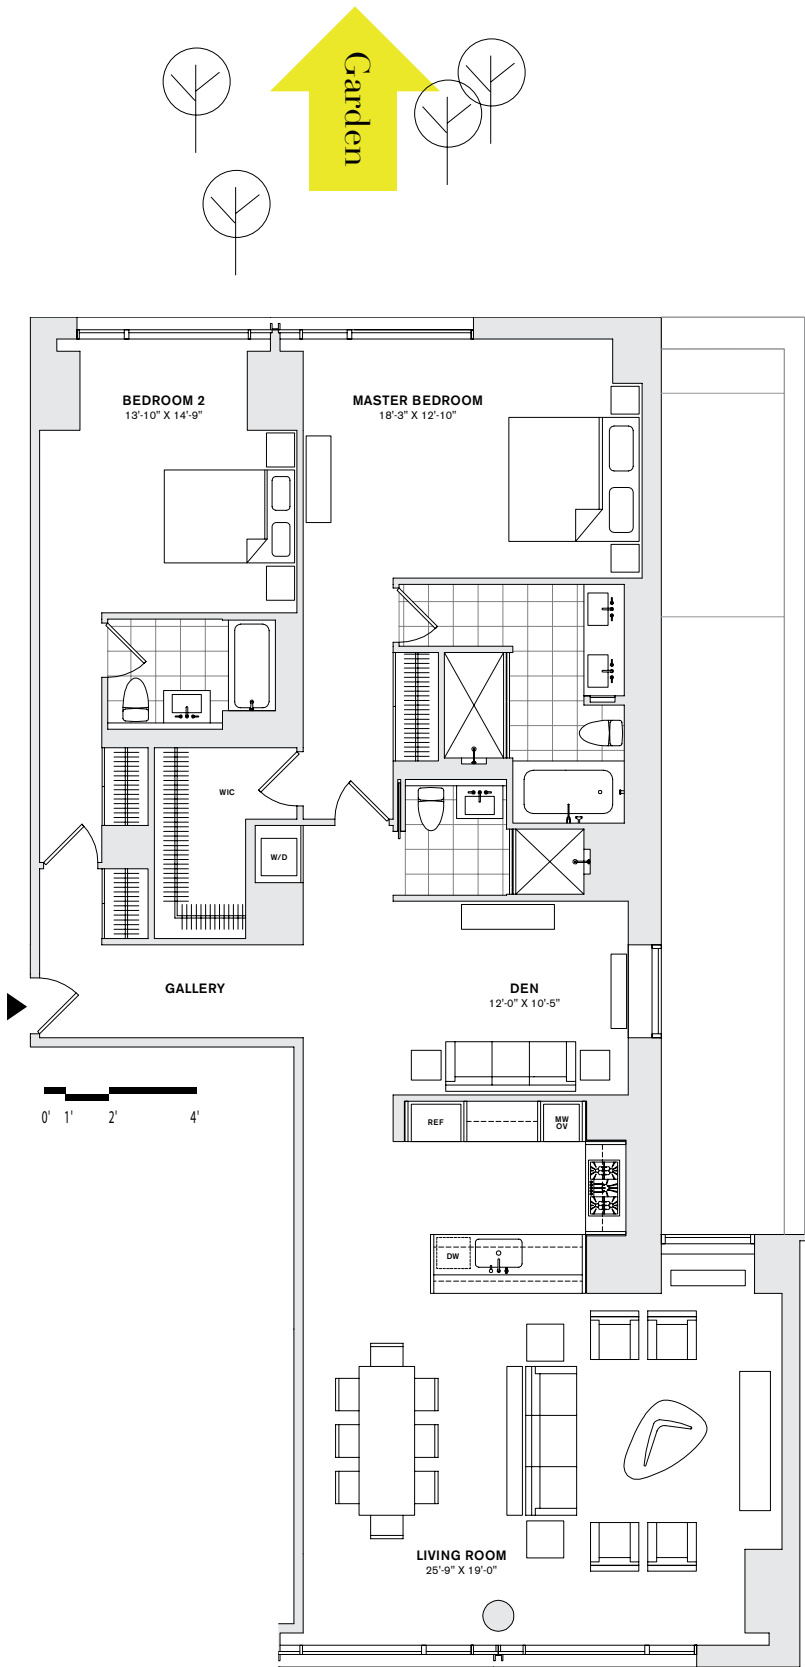 Garden
BEDROOM 2
13'-10" X 14'-9"
MASTER BEDROOM
18'-3" X 12'-10"
WIC
W/D
GALLERY
DEN
12'-0" X 10'-5"
0' 1' 2' 4'
REF
MW
OV
DW
LIVING ROOM
25'-9" X 19'-0"